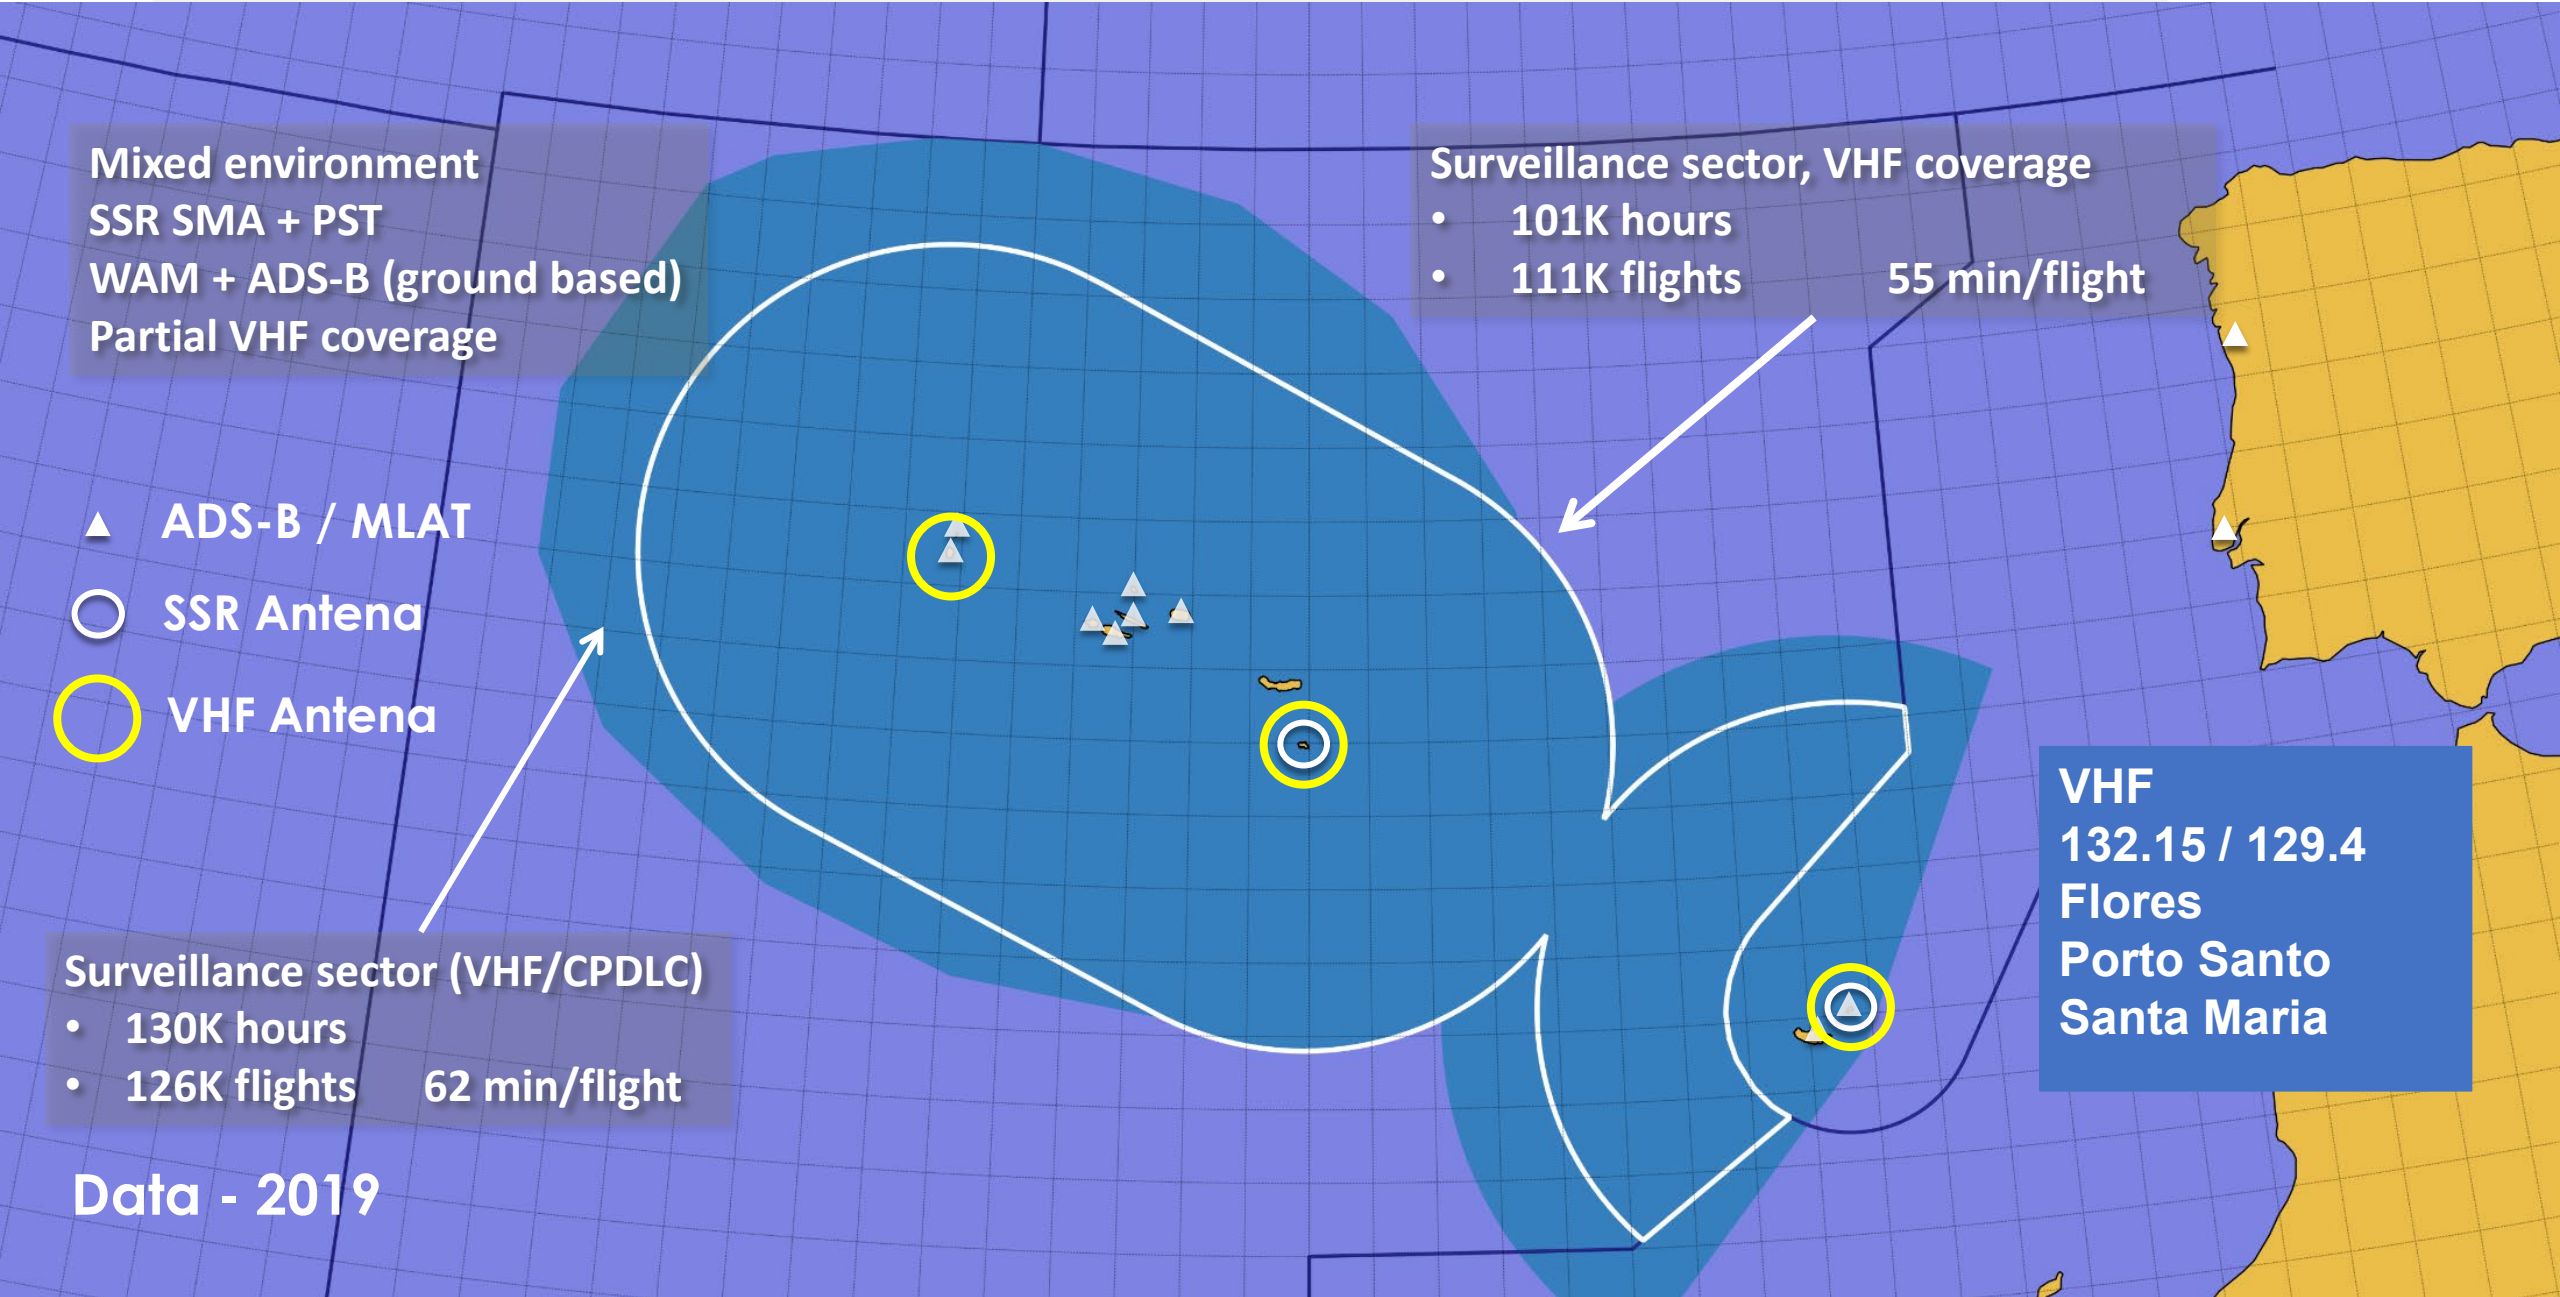 Mixed environment
SSR SMA + PST
WAM + ADS-B (ground based)
Partial VHF coverage
Surveillance sector, VHF coverage
• 101K hours
• 111K flights 55 min/flight
ADS-B / MLAT
SSR Antena
VHF Antena
VHF
132.15 / 129.4
Flores
Porto Santo
Santa Maria
Surveillance sector (VHF/CPDLC)
• 130K hours
• 126K flights 62 min/flight
Data - 2019